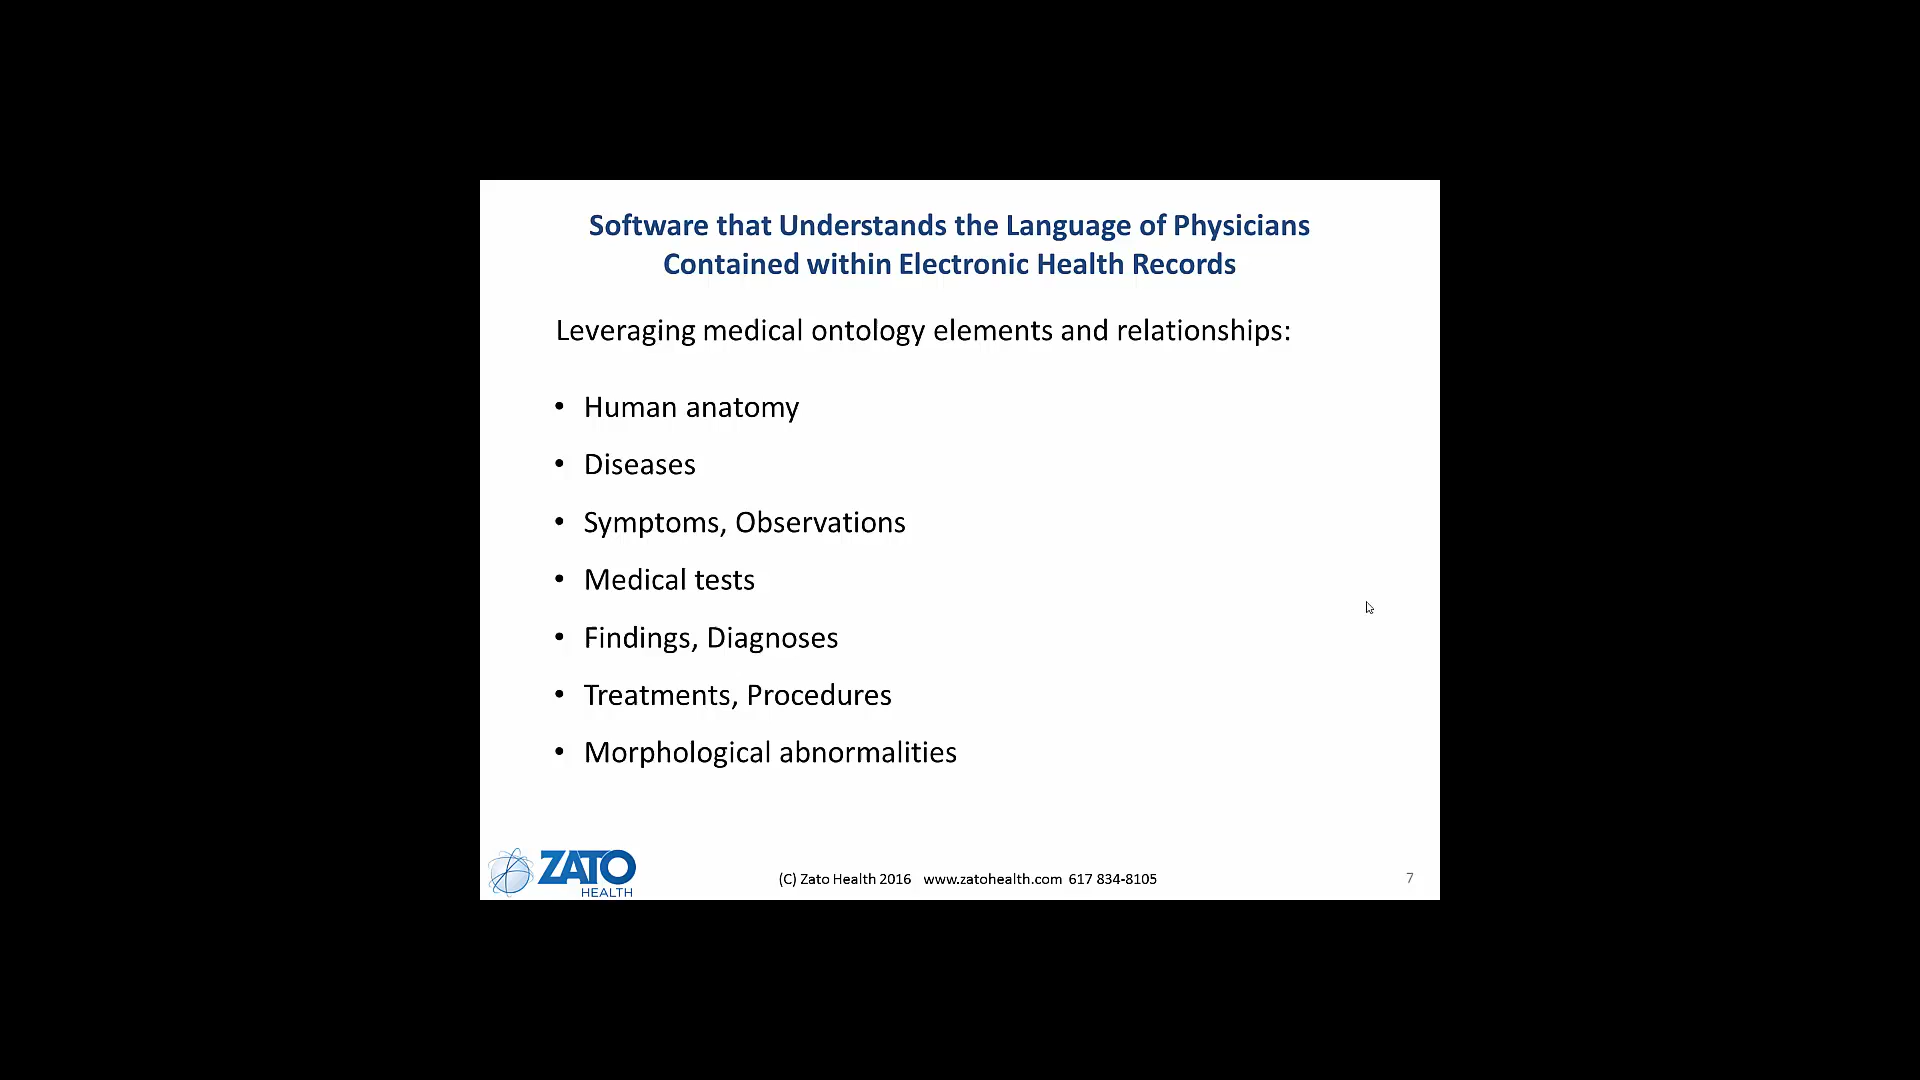 Software that Understands the Language of Physicians
Contained within Electronic Health Records
Leveraging medical ontology elements and relationships:
• Human anatomy
• Diseases
• Symptoms, Observations
• Medical tests
• Findings, Diagnoses
• Treatments, Procedures
• Morphological abnormalities
ZATO
HEALTH
(C) Zato Health 2016 www.zatohealth.com 617 834-8105
7